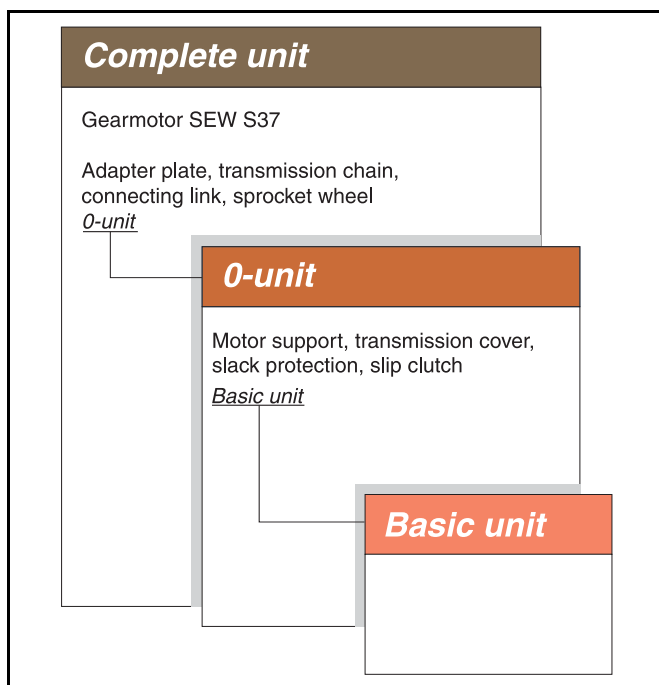 Complete unit
Gearmotor SEW S37
Adapter plate, transmission chain,
connecting link, sprocket wheel
0-unit
0-unit
Motor support, transmission cover,
slack protection, slip clutch
Basic unit
Basic unit